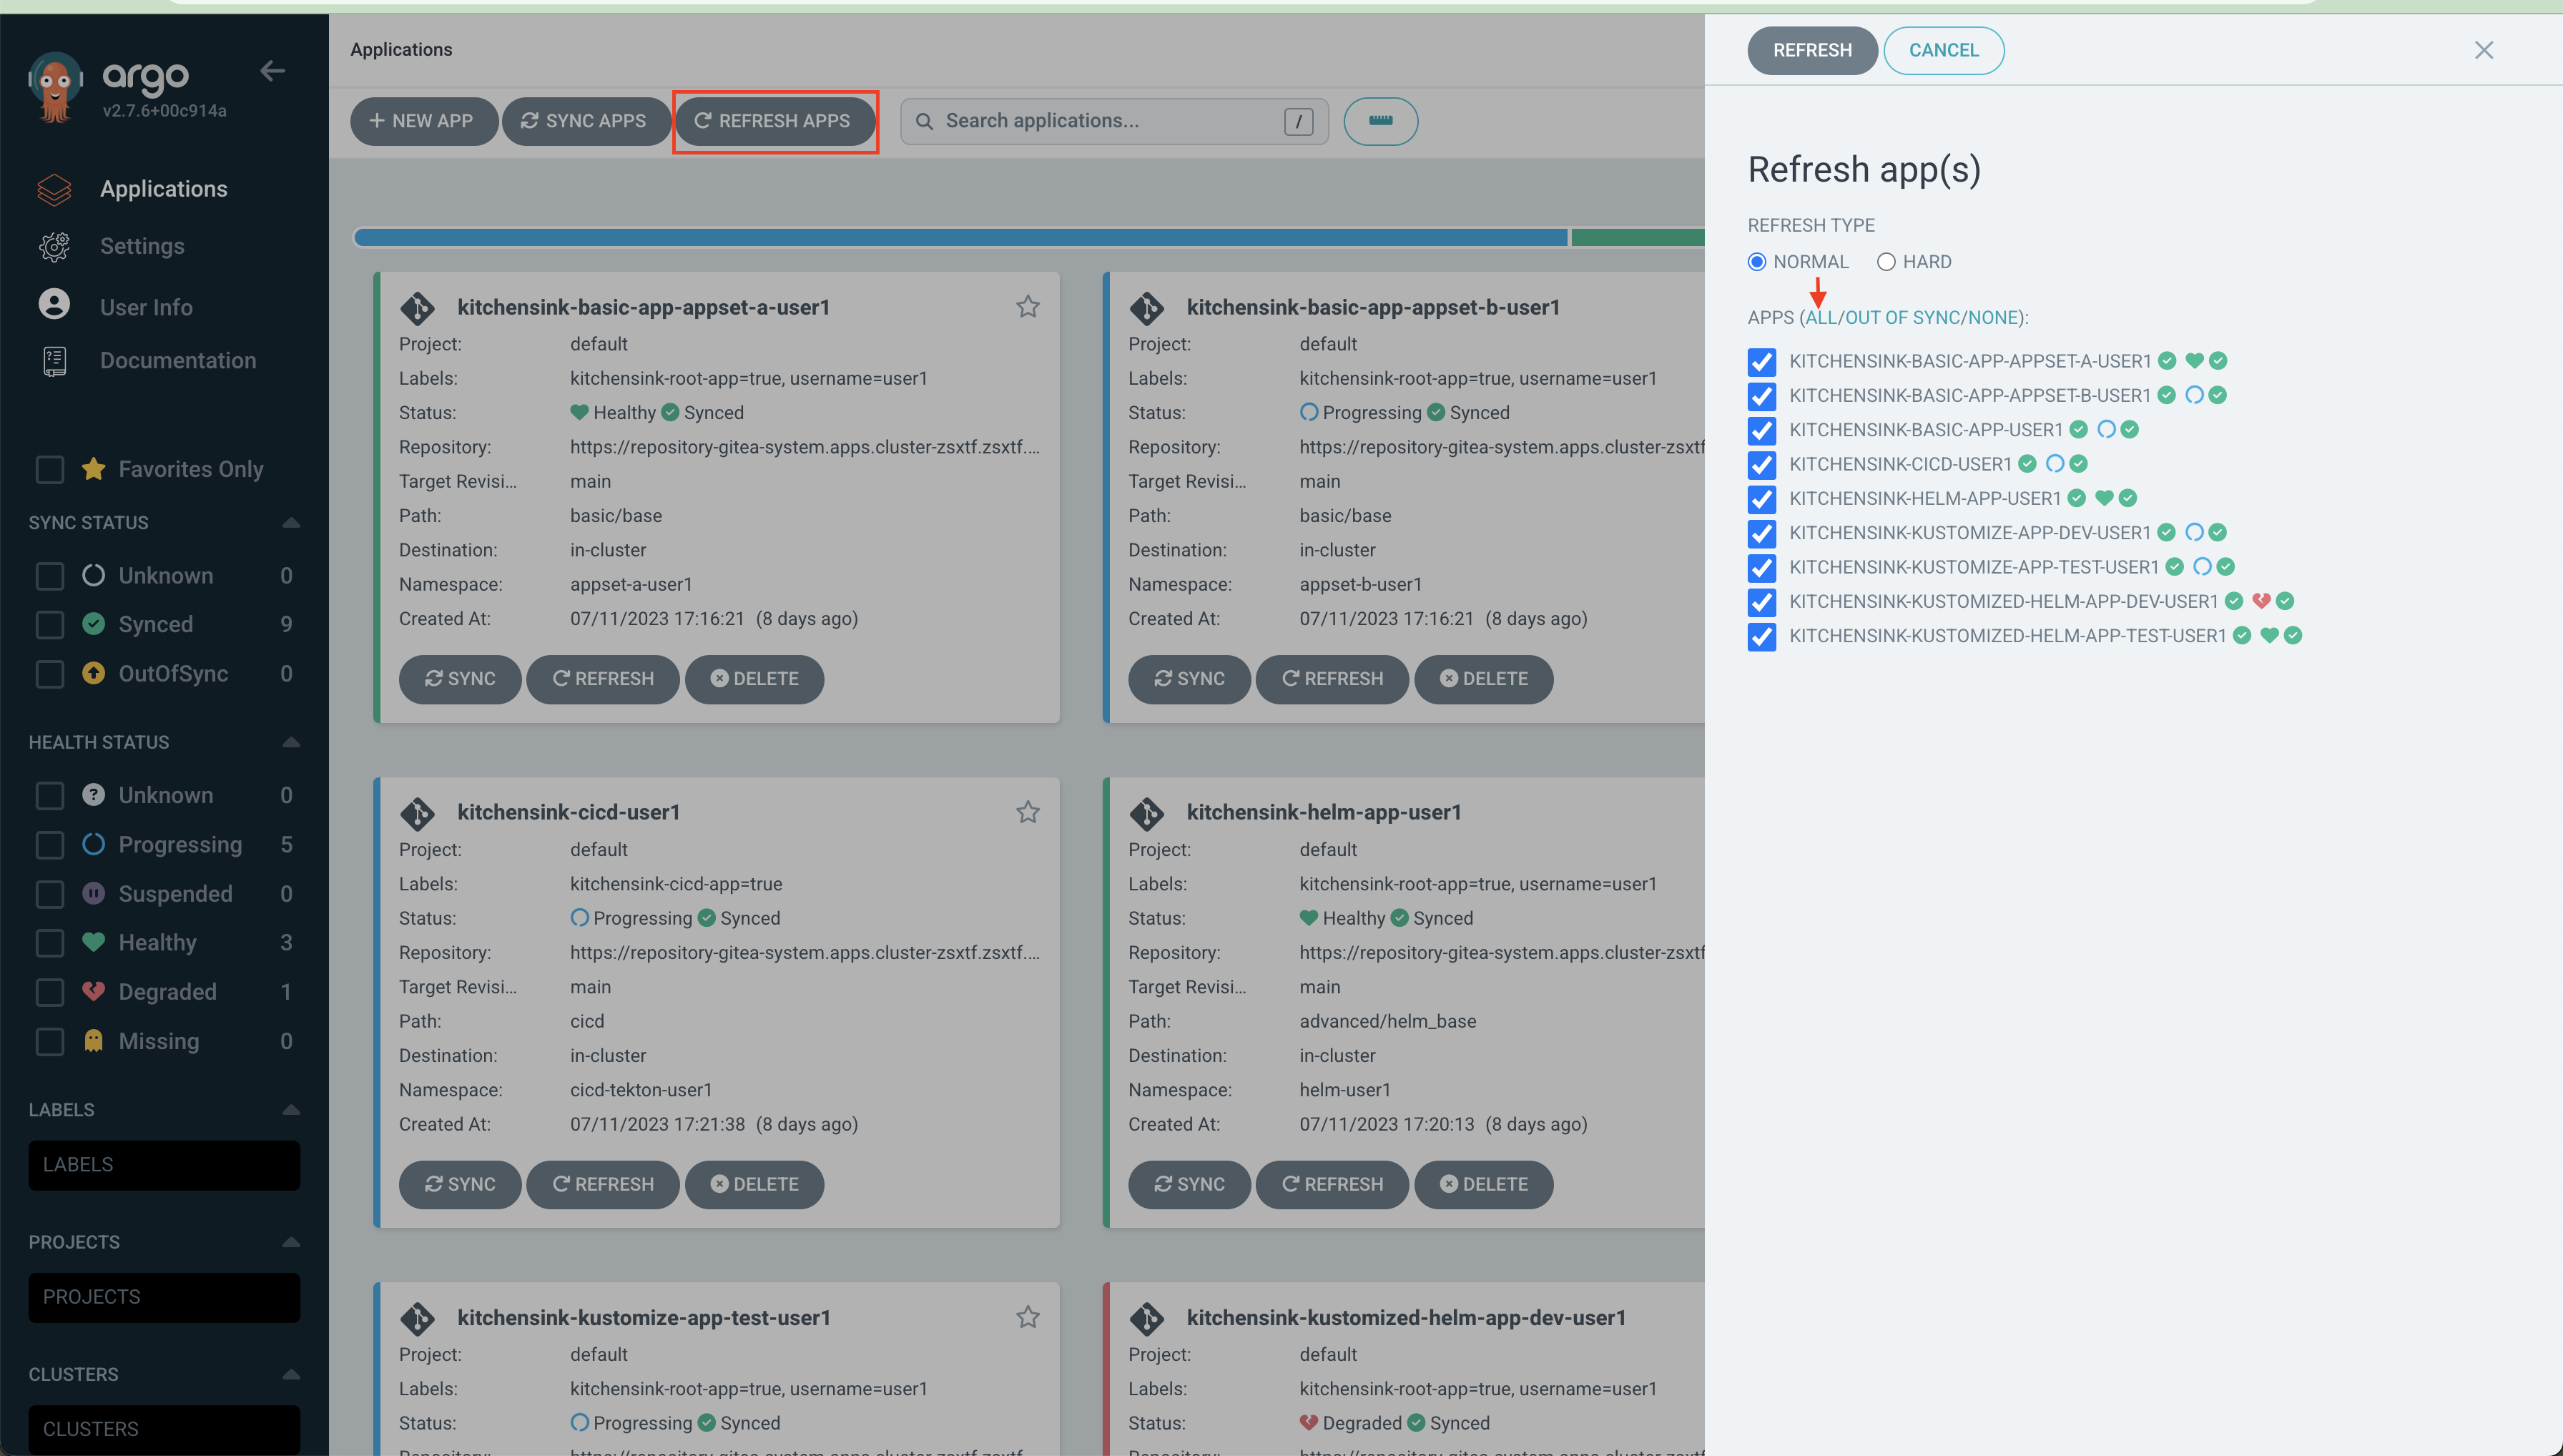 argo
v2.7.6+00c914a
Applications
Settings
User Info
Documentation
Favorites Only
SYNC STATUS
Unknown 0
Synced 9
OutOfSync 0
HEALTH STATUS
Unknown 0
Progressing 5
Suspended 0
Healthy 3
Degraded 1
Missing 0
LABELS
LABELS
PROJECTS
PROJECTS
CLUSTERS
CLUSTERS
Applications
NEW APP SYNC APPS REFRESH APPS Search applications... /
kitchensink-basic-app-appset-a-user1
Project: default
Labels: kitchensink-root-app=true, username=user1
Status: Healthy Synced
Repository: https://repository-gitea-system.apps.cluster-zsxtf.zsxtf....
Target Revisi... main
Path: basic/base
Destination: in-cluster
Namespace: appset-a-user1
Created At: 07/11/2023 17:16:21 (8 days ago)
SYNC REFRESH DELETE
kitchensink-basic-app-appset-b-user1
Project: default
Labels: kitchensink-root-app=true, username=user1
Status: Progressing Synced
Repository: https://repository-gitea-system.apps.cluster-zsxtf
Target Revisi... main
Path: basic/base
Destination: in-cluster
Namespace: appset-b-user1
Created At: 07/11/2023 17:16:21 (8 days ago)
SYNC REFRESH DELETE
kitchensink-cicd-user1
Project: default
Labels: kitchensink-cicd-app=true
Status: Progressing Synced
Repository: https://repository-gitea-system.apps.cluster-zsxtf.zsxtf....
Target Revisi... main
Path: cicd
Destination: in-cluster
Namespace: cicd-tekton-user1
Created At: 07/11/2023 17:21:38 (8 days ago)
SYNC REFRESH DELETE
kitchensink-helm-app-user1
Project: default
Labels: kitchensink-root-app=true, username=user1
Status: Healthy Synced
Repository: https://repository-gitea-system.apps.cluster-zsxtf
Target Revisi... main
Path: advanced/helm_base
Destination: in-cluster
Namespace: helm-user1
Created At: 07/11/2023 17:20:13 (8 days ago)
SYNC REFRESH DELETE
kitchensink-kustomize-app-test-user1
Project: default
Labels: kitchensink-root-app=true, username=user1
Status: Progressing Synced
kitchensink-kustomized-helm-app-dev-user1
Project: default
Labels: kitchensink-root-app=true, username=user1
Status: Degraded Synced
REFRESH CANCEL
Refresh app(s)
REFRESH TYPE
NORMAL HARD
APPS (ALL/OUT OF SYNC/NONE):
KITCHENSINK-BASIC-APP-APPSET-A-USER1
KITCHENSINK-BASIC-APP-APPSET-B-USER1
KITCHENSINK-BASIC-APP-USER1
KITCHENSINK-CICD-USER1
KITCHENSINK-HELM-APP-USER1
KITCHENSINK-KUSTOMIZE-APP-DEV-USER1
KITCHENSINK-KUSTOMIZE-APP-TEST-USER1
KITCHENSINK-KUSTOMIZED-HELM-APP-DEV-USER1
KITCHENSINK-KUSTOMIZED-HELM-APP-TEST-USER1